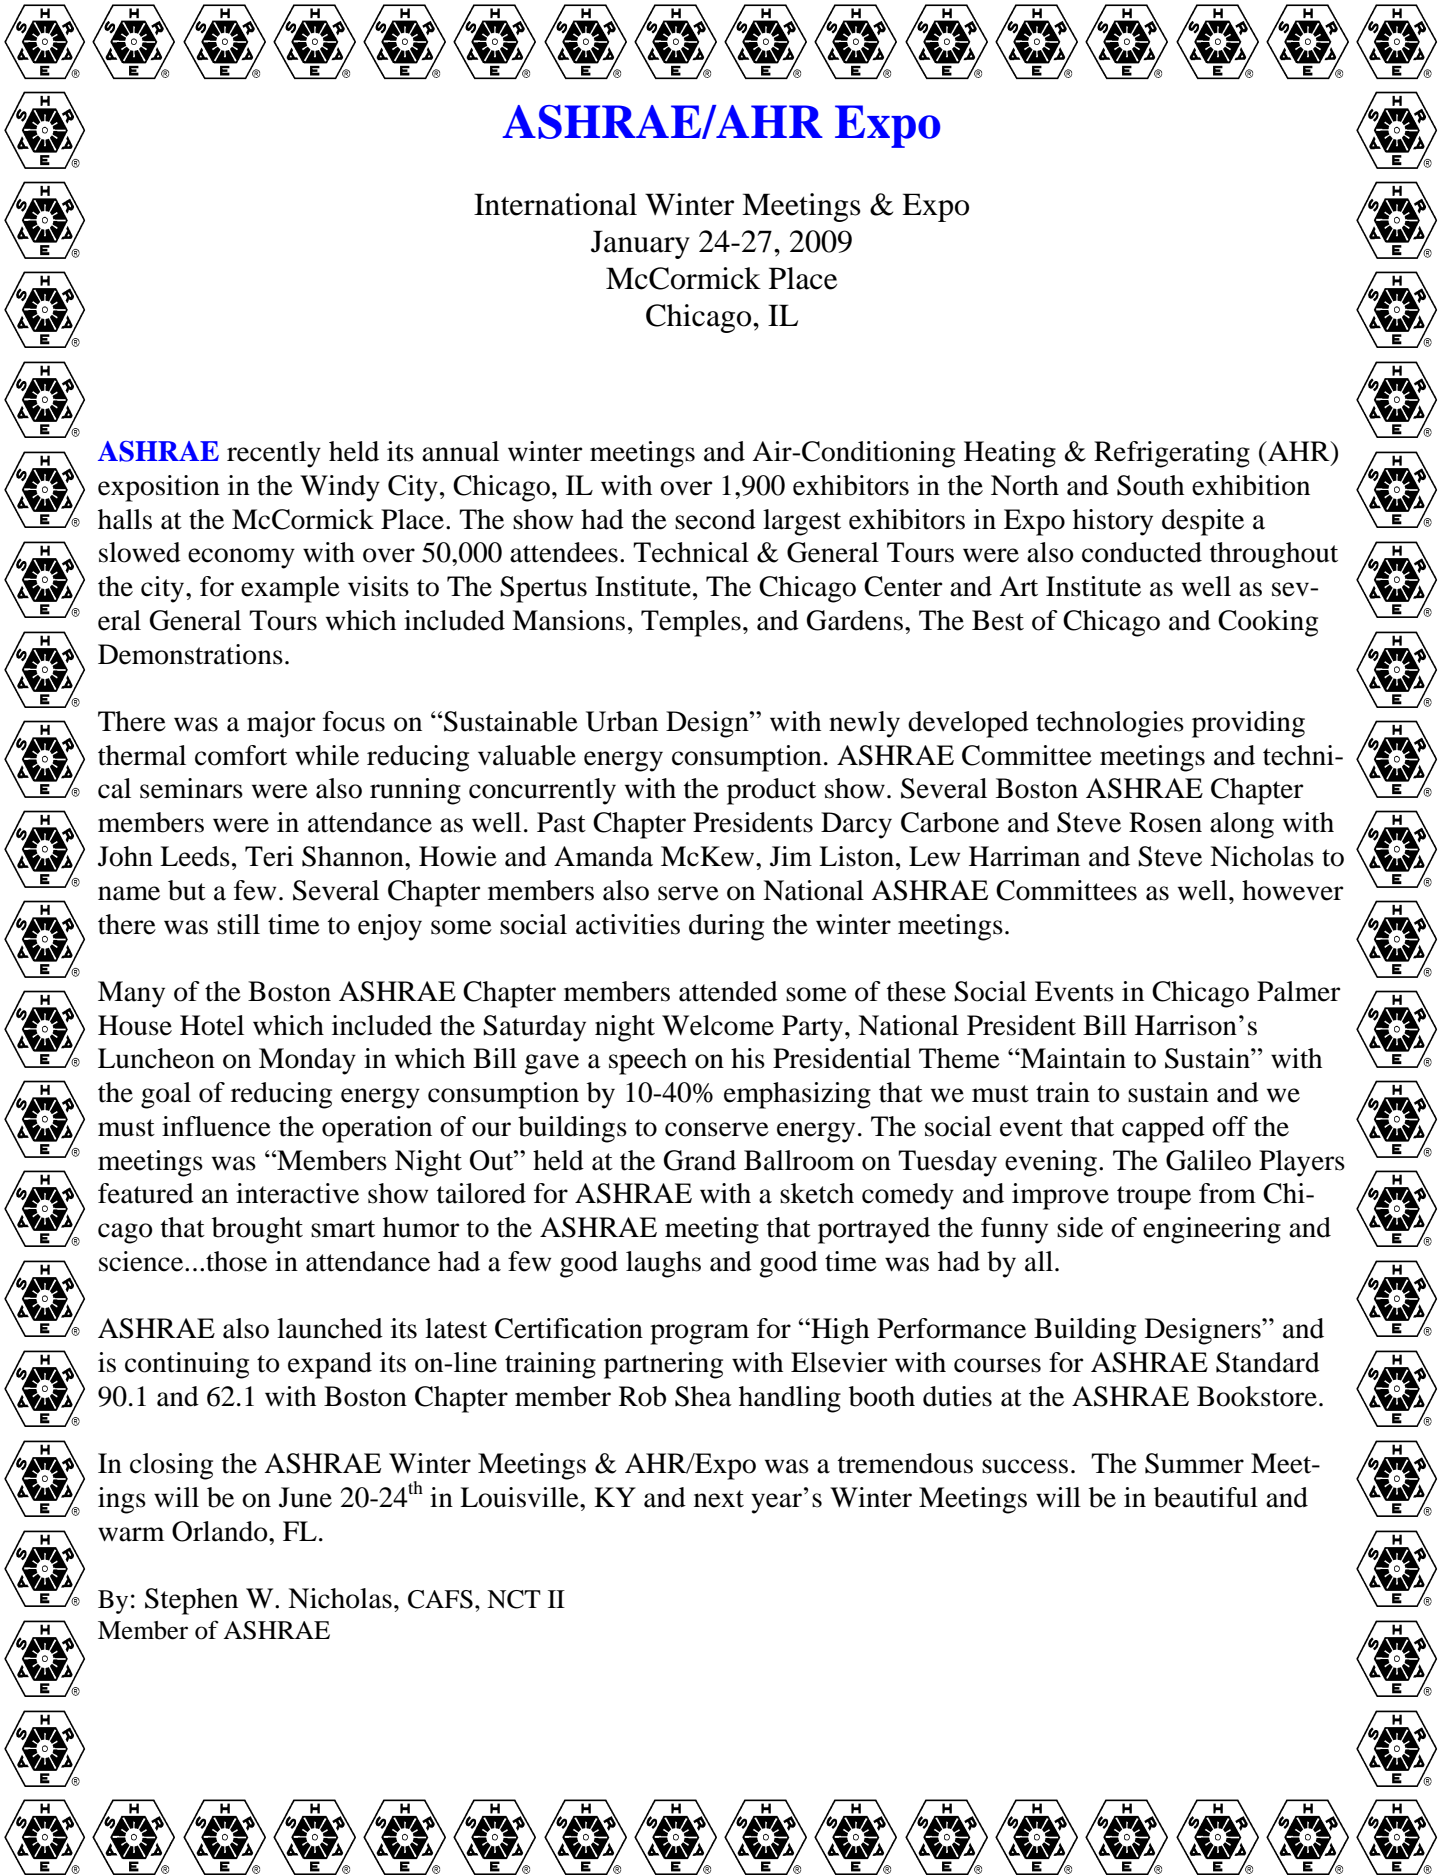 ASHRAE/AHR Expo
International Winter Meetings & Expo
January 24-27, 2009
McCormick Place
Chicago, IL
ASHRAE recently held its annual winter meetings and Air-Conditioning Heating & Refrigerating (AHR)
exposition in the Windy City, Chicago, IL with over 1,900 exhibitors in the North and South exhibition
halls at the McCormick Place. The show had the second largest exhibitors in Expo history despite a
slowed economy with over 50,000 attendees. Technical & General Tours were also conducted throughout
the city, for example visits to The Spertus Institute, The Chicago Center and Art Institute as well as sev-
eral General Tours which included Mansions, Temples, and Gardens, The Best of Chicago and Cooking
Demonstrations.
There was a major focus on “Sustainable Urban Design” with newly developed technologies providing
thermal comfort while reducing valuable energy consumption. ASHRAE Committee meetings and techni-
cal seminars were also running concurrently with the product show. Several Boston ASHRAE Chapter
members were in attendance as well. Past Chapter Presidents Darcy Carbone and Steve Rosen along with
John Leeds, Teri Shannon, Howie and Amanda McKew, Jim Liston, Lew Harriman and Steve Nicholas to
name but a few. Several Chapter members also serve on National ASHRAE Committees as well, however
there was still time to enjoy some social activities during the winter meetings.
Many of the Boston ASHRAE Chapter members attended some of these Social Events in Chicago Palmer
House Hotel which included the Saturday night Welcome Party, National President Bill Harrison’s
Luncheon on Monday in which Bill gave a speech on his Presidential Theme “Maintain to Sustain” with
the goal of reducing energy consumption by 10-40% emphasizing that we must train to sustain and we
must influence the operation of our buildings to conserve energy. The social event that capped off the
meetings was “Members Night Out” held at the Grand Ballroom on Tuesday evening. The Galileo Players
featured an interactive show tailored for ASHRAE with a sketch comedy and improve troupe from Chi-
cago that brought smart humor to the ASHRAE meeting that portrayed the funny side of engineering and
science...those in attendance had a few good laughs and good time was had by all.
ASHRAE also launched its latest Certification program for “High Performance Building Designers” and
is continuing to expand its on-line training partnering with Elsevier with courses for ASHRAE Standard
90.1 and 62.1 with Boston Chapter member Rob Shea handling booth duties at the ASHRAE Bookstore.
In closing the ASHRAE Winter Meetings & AHR/Expo was a tremendous success.  The Summer Meet-
ings will be on June 20-24th in Louisville, KY and next year’s Winter Meetings will be in beautiful and
warm Orlando, FL.
By: Stephen W. Nicholas, CAFS, NCT II
Member of ASHRAE